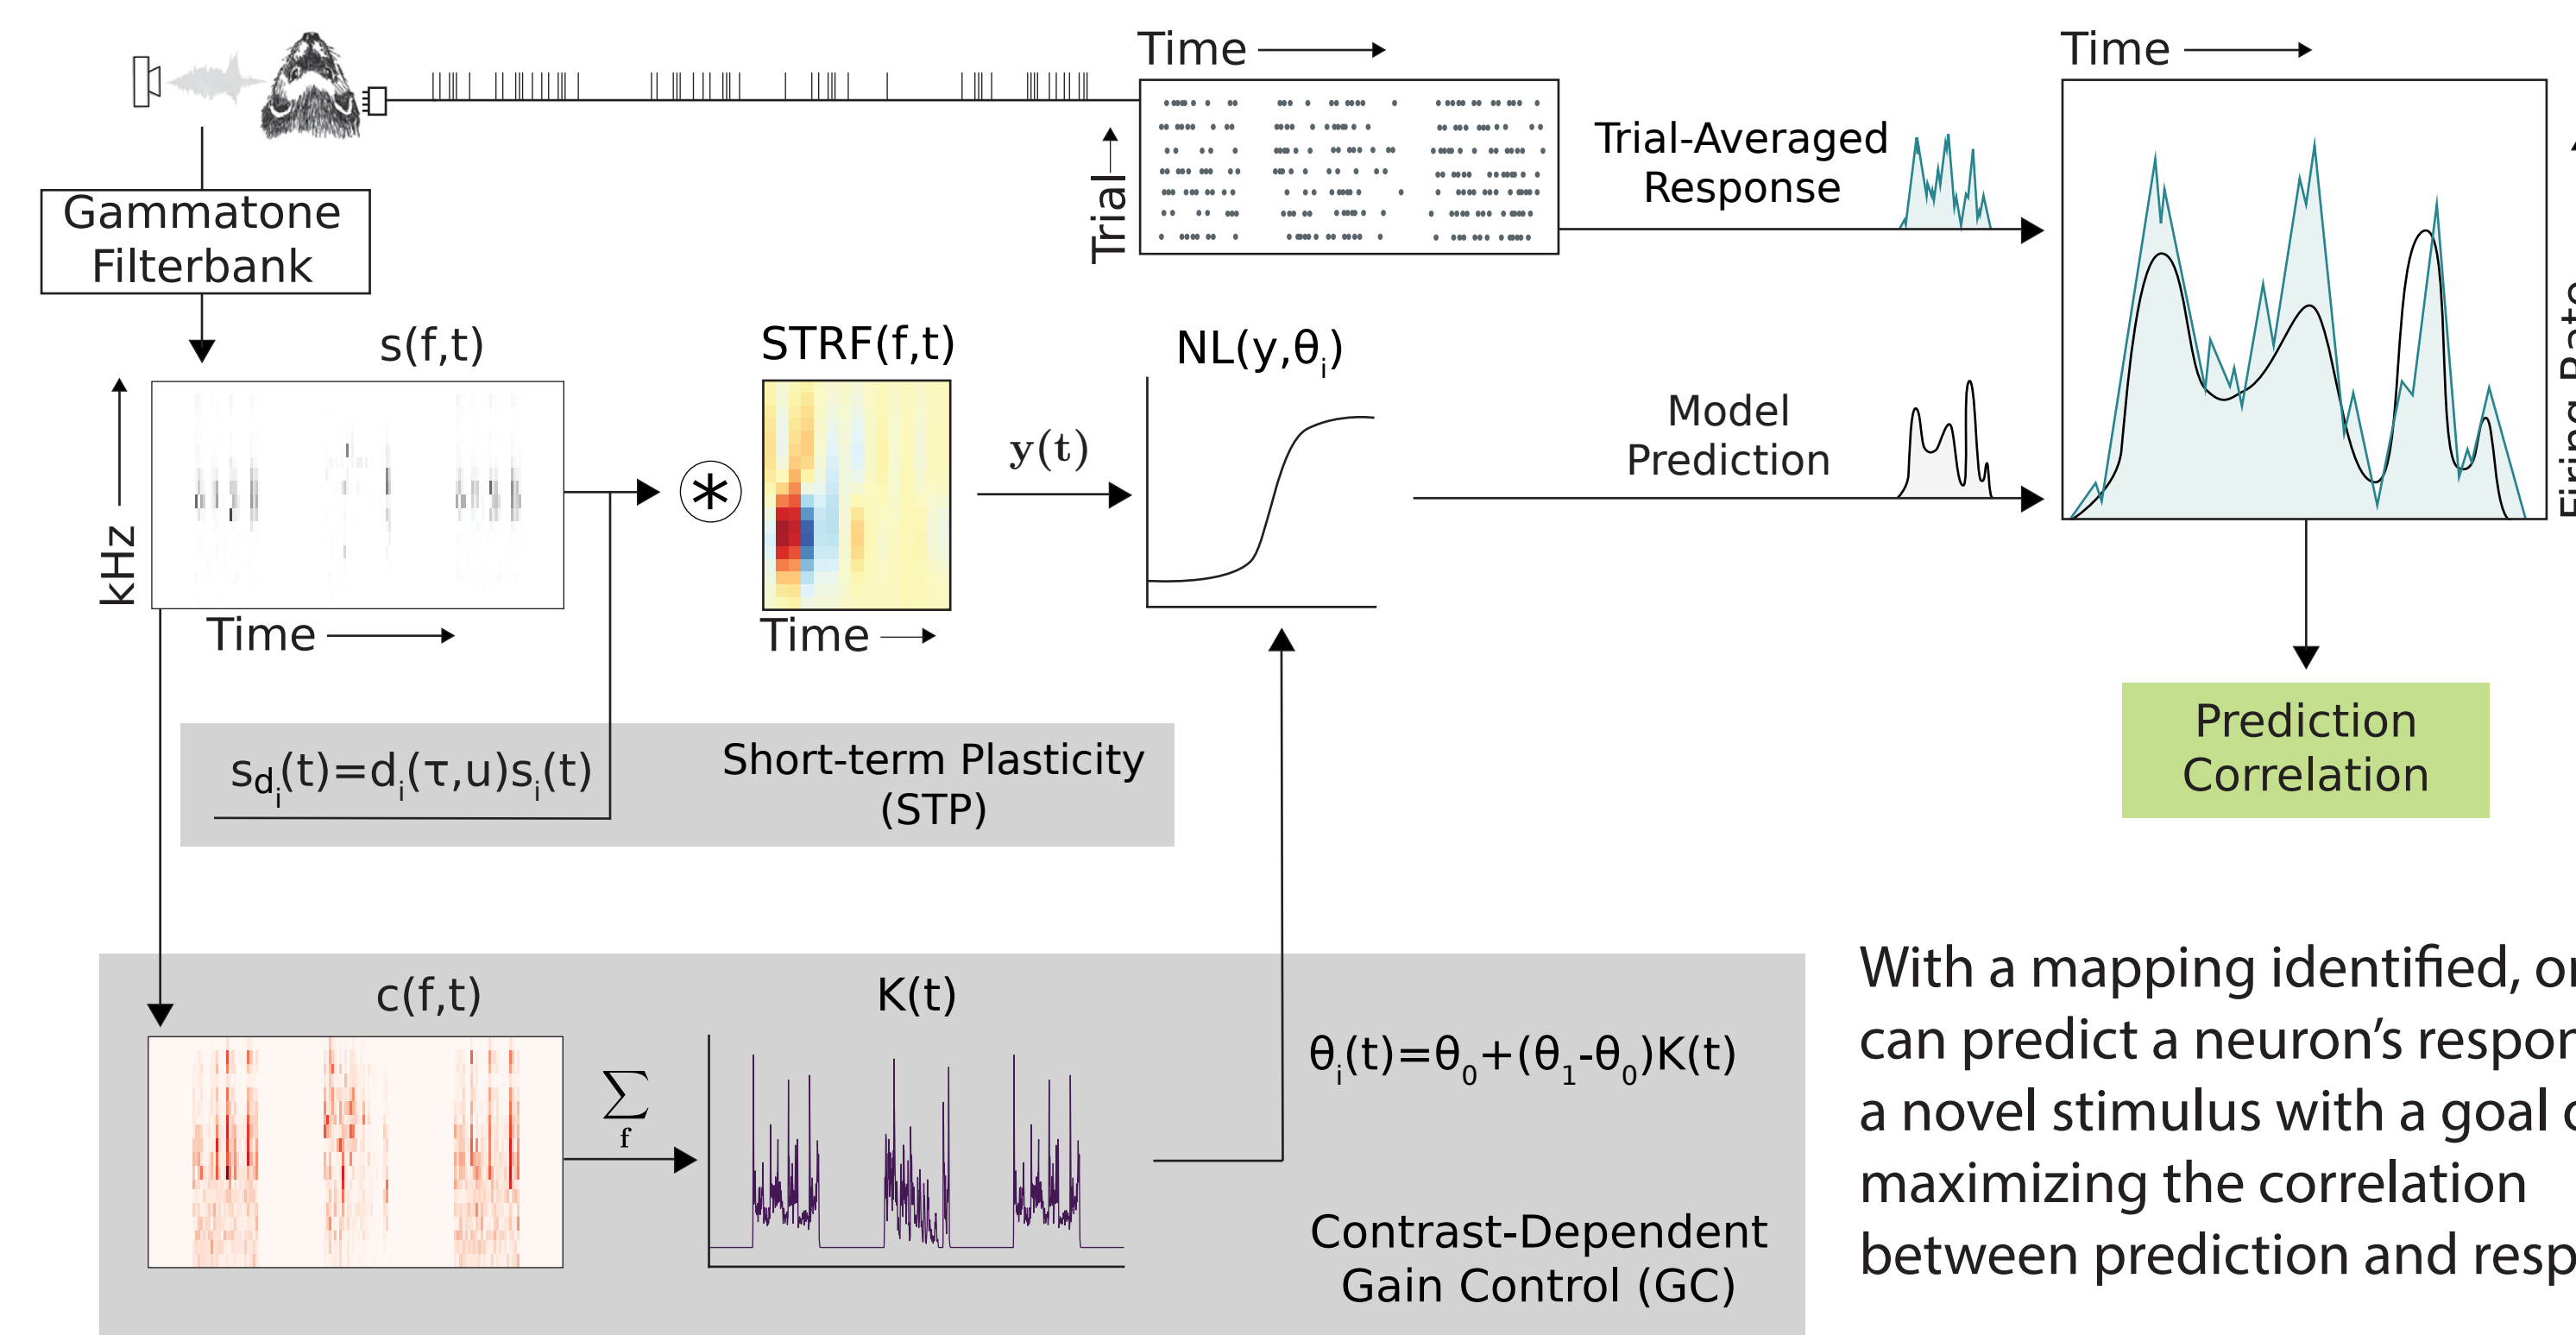 Time
Time
Trial
Trial-Averaged
Response
Gammatone
Filterbank
s(f,t)
STRF(f,t)
NL(y,θi)
kHz
y(t)
Model
Prediction
Time
Time
sdi(t)=di(τ,u)si(t)
Short-term Plasticity
(STP)
Prediction
Correlation
c(f,t)
K(t)
∑
f
θi(t)=θ0+(θ1-θ0)K(t)
Contrast-Dependent
Gain Control (GC)
With a mapping identified,
can predict a neuron’s
a novel stimulus with a goal
maximizing the correlation
between prediction and